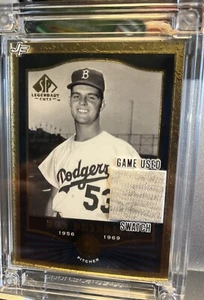 SP
LEGENDARY
CUTS
B
Dodgers
53
GAME USED
SWATCH
1956
1969
PITCHER